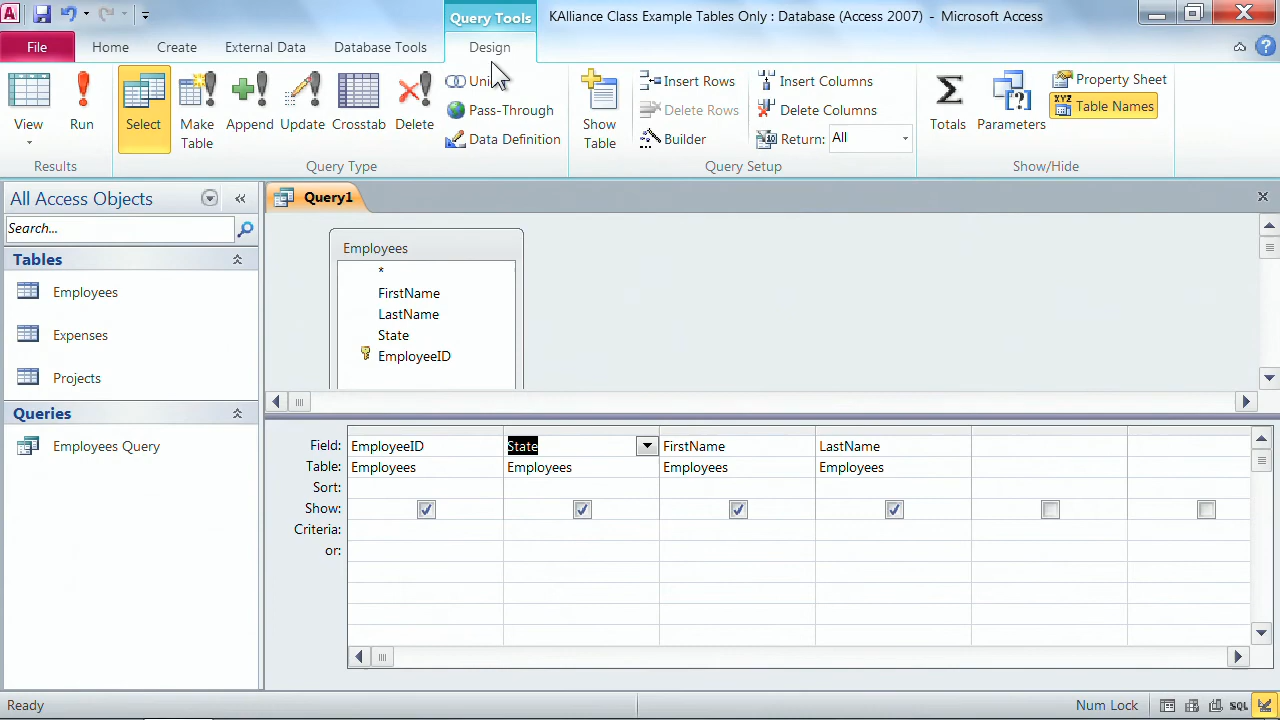 Query Tools
KAlliance Class Example Tables Only : Database (Access 2007) - Microsoft Access
File Home Create External Data Database Tools Design
View
Run
Select
Make Table
Append
Update
Crosstab
Delete
Pass-Through
Data Definition
Show Table
Insert Rows
Delete Rows
Builder
Insert Columns
Delete Columns
Return: All
Totals
Parameters
Property Sheet
XYZ Table Names
Results
Query Type
Query Setup
Show/Hide
All Access Objects
Search...
Tables
Employees
Expenses
Projects
Queries
Employees Query
Query1
Employees
*
FirstName
LastName
State
EmployeeID
Field: EmployeeID State FirstName LastName
Table: Employees Employees Employees Employees
Sort:
Show:
Criteria:
or:
Ready
Num Lock
SQL